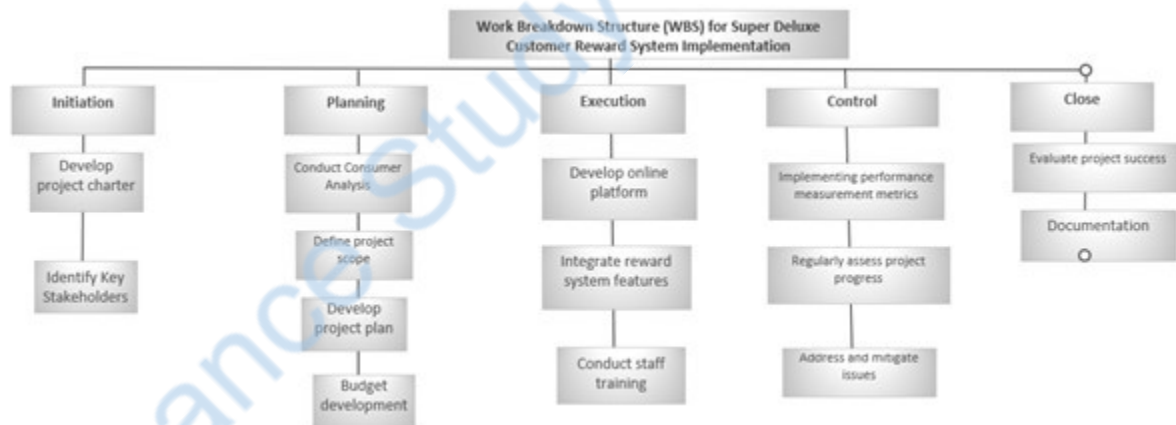 Work Breakdown Structure (WBS) for Super Deluxe
Customer Reward System Implementation
Initiation
Develop
project charter
Identify Key
Stakeholders
Planning
Conduct Consumer
Analysis
Define project
scope
Develop
project plan
Budget
development
Execution
Develop online
platform
Integrate reward
system features
Conduct staff
training
Control
Implementing performance
measurement metrics
Regularly assess project
progress
Address and mitigate
issues
Close
Evaluate project success
Documentation
ance Study